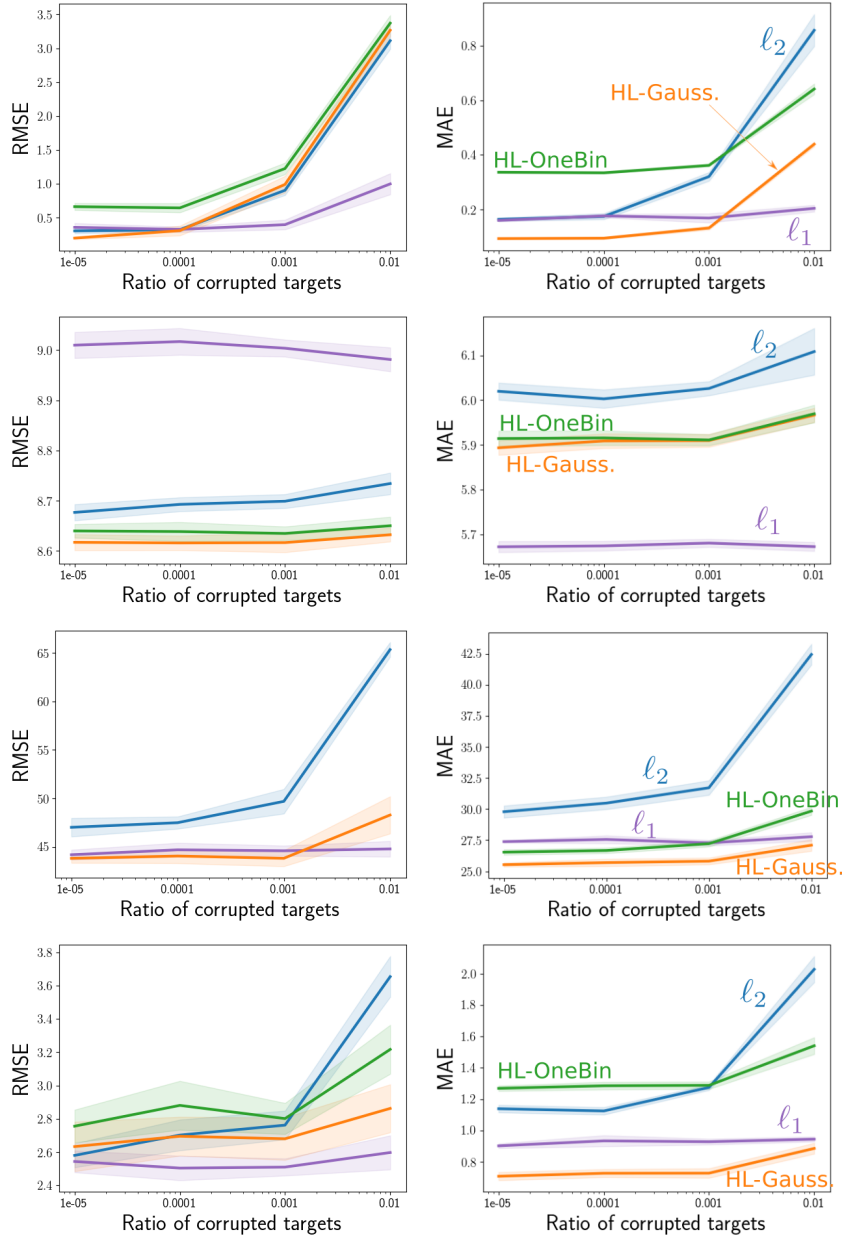 3.5
3.0
2.5
2.0
1.5
1.0
0.5
RMSE
1e-05 0.0001 0.001 0.01
Ratio of corrupted targets
0.8
0.6
0.4
0.2
MAE
ℓ2
HL-Gauss.
HL-OneBin
ℓ1
1e-05 0.0001 0.001 0.01
Ratio of corrupted targets
9.0
8.9
8.8
8.7
8.6
RMSE
1e-05 0.0001 0.001 0.01
Ratio of corrupted targets
6.1
6.0
5.9
5.8
5.7
MAE
ℓ2
HL-OneBin
HL-Gauss.
ℓ1
1e-05 0.0001 0.001 0.01
Ratio of corrupted targets
65
60
55
50
45
RMSE
1e-05 0.0001 0.001 0.01
Ratio of corrupted targets
42.5
40.0
37.5
35.0
32.5
30.0
27.5
25.0
MAE
ℓ2
HL-OneBin
ℓ1
HL-Gauss.
1e-05 0.0001 0.001 0.01
Ratio of corrupted targets
3.8
3.6
3.4
3.2
3.0
2.8
2.6
2.4
RMSE
1e-05 0.0001 0.001 0.01
Ratio of corrupted targets
2.0
1.8
1.6
1.4
1.2
1.0
0.8
MAE
ℓ2
HL-OneBin
ℓ1
HL-Gauss.
1e-05 0.0001 0.001 0.01
Ratio of corrupted targets